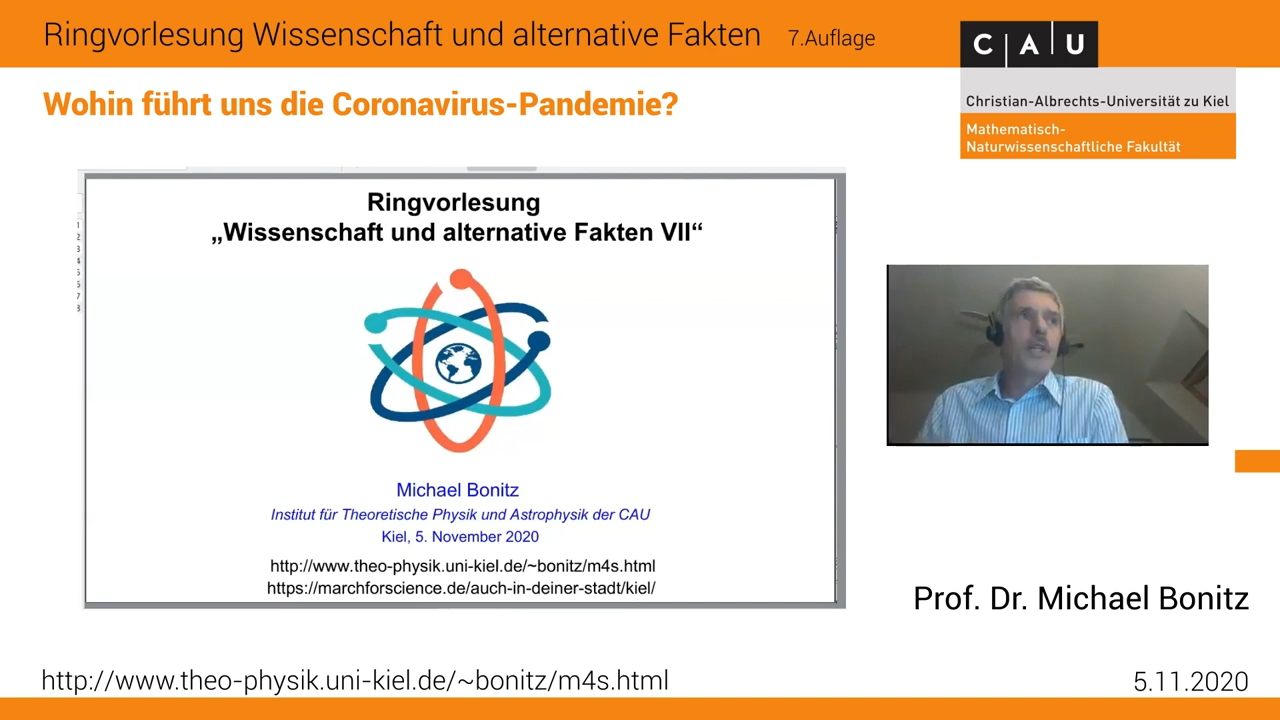 Ringvorlesung Wissenschaft und alternative Fakten 7.Auflage
C A U
Christian-Albrechts-Universität zu Kiel
Mathematisch-
Naturwissenschaftliche Fakultät
Wohin führt uns die Coronavirus-Pandemie?
Ringvorlesung
„Wissenschaft und alternative Fakten VII“
Michael Bonitz
Institut für Theoretische Physik und Astrophysik der CAU
Kiel, 5. November 2020
http://www.theo-physik.uni-kiel.de/~bonitz/m4s.html
https://marchforscience.de/auch-in-deiner-stadt/kiel/
Prof. Dr. Michael Bonitz
http://www.theo-physik.uni-kiel.de/~bonitz/m4s.html
5.11.2020